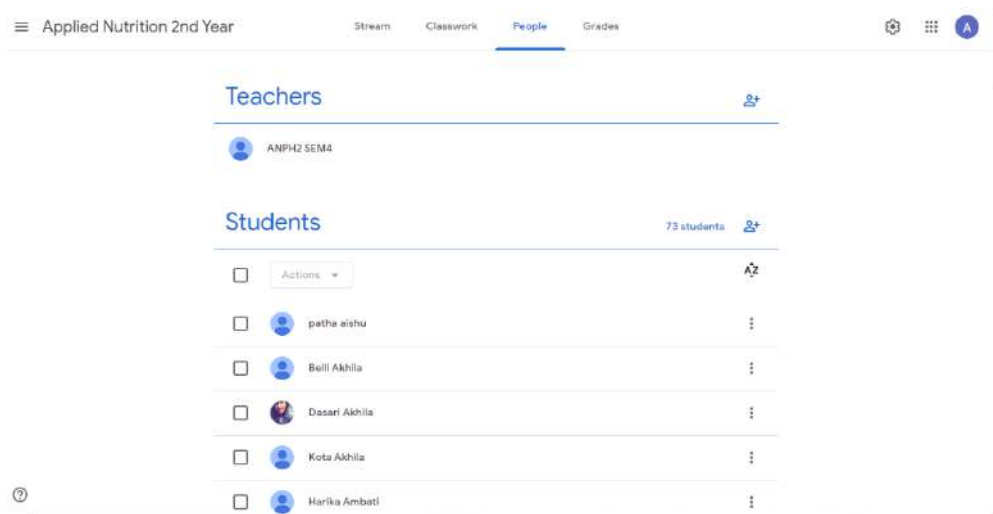 Applied Nutrition 2nd Year Stream Classwork People Grades A
Teachers
ANPH2 SEM4
Students 73 students
Actions AZ
patha aishu
Belli Akhila
Dasari Akhila
Kota Akhila
Harika Ambati